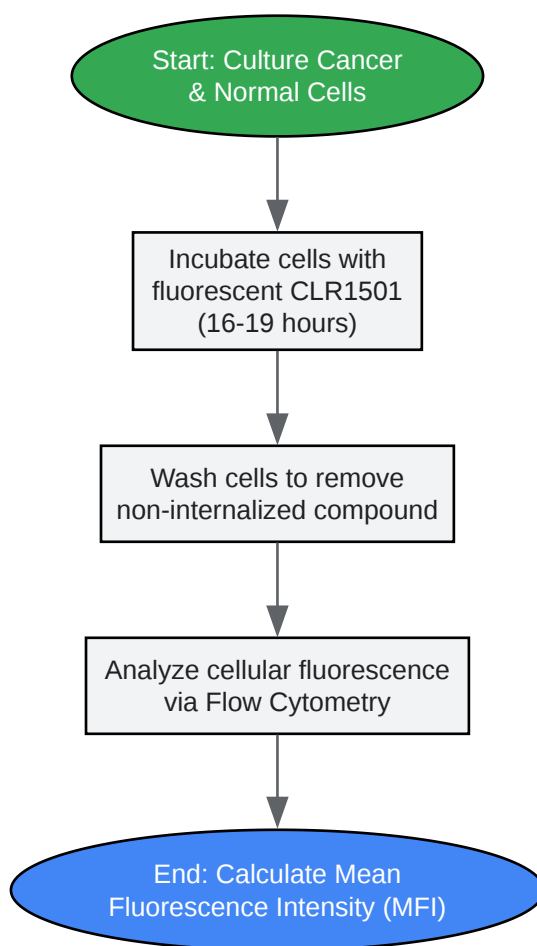 Start: Culture Cancer
& Normal Cells
Incubate cells with
fluorescent CLR1501
(16-19 hours)
Wash cells to remove
non-internalized compound
Analyze cellular fluorescence
via Flow Cytometry
End: Calculate Mean
Fluorescence Intensity (MFI)